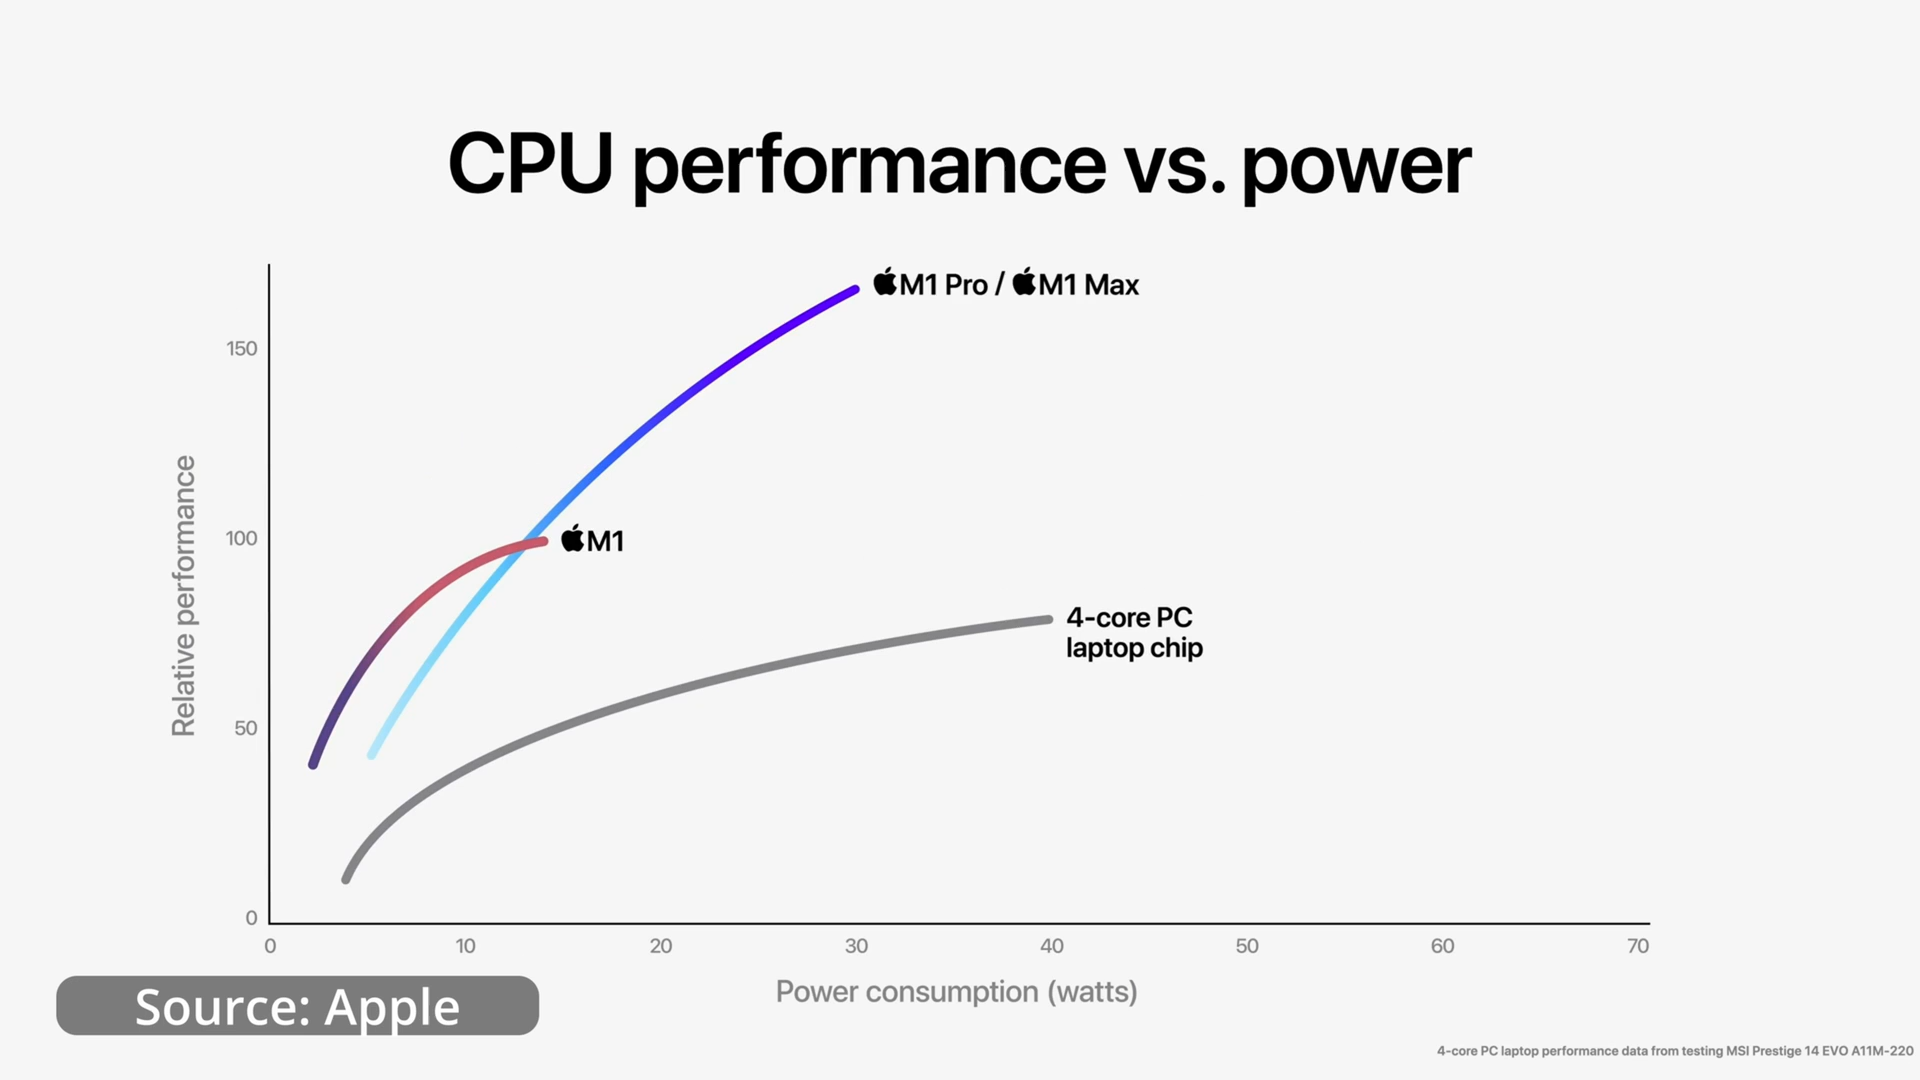 CPU performance vs. power
M1 Pro / M1 Max
150
100
M1
Relative performance
4-core PC
laptop chip
50
0
0 10 20 30 40 50 60 70
Power consumption (watts)
Source: Apple
4-core PC laptop performance data from testing MSI Prestige 14 EVO A11M-220